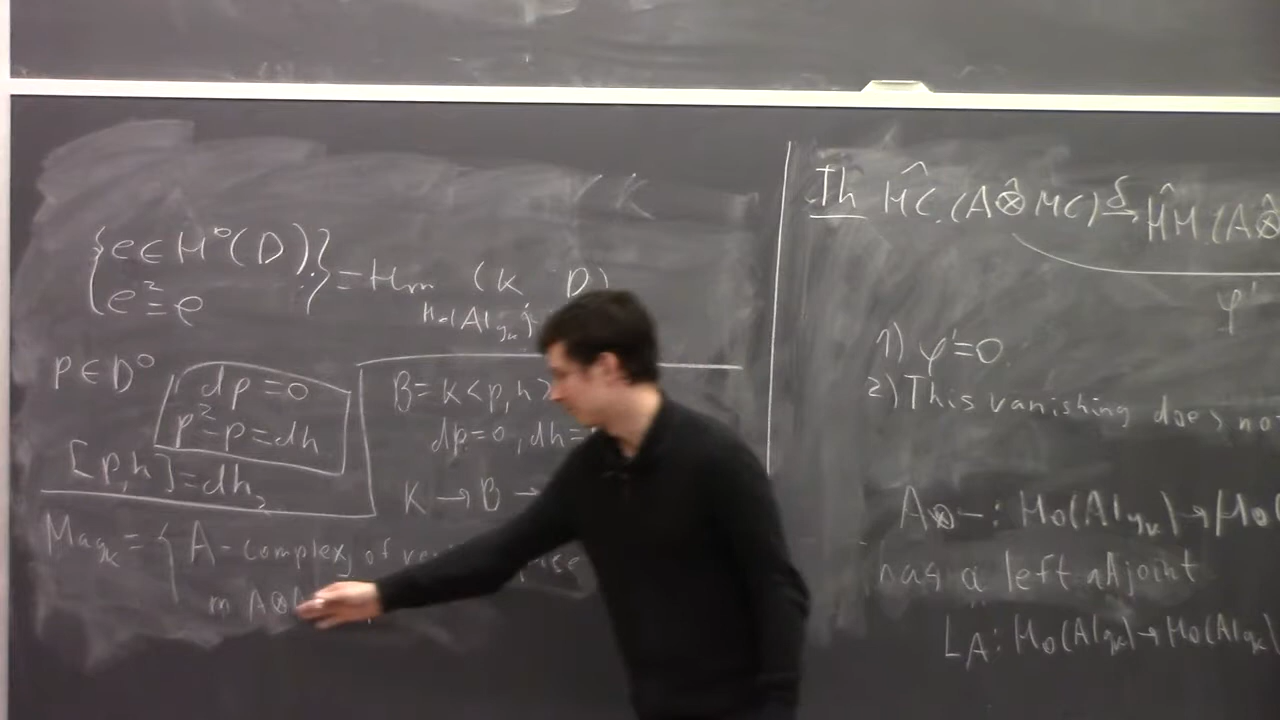 {e∈H⁰(D)
e²=e} = Hom (K, D)
Ho(Alg_k)
p∈D⁰
dp=0
p²-p=dh
[p,h]=dh₂
B=K<p,h
dp=0, dh=
K→B→
Mag_k = { A-complex of
m A⊗A
Th ĤC.(A⊗̂MC) →δ ĤM.(A⊗̂
φ'
1) φ'=0
2) This vanishing does not
A⊗-: Ho(Alg_k)→Ho(
has a left adjoint
L_A: Ho(Alg_k)→Ho(Alg_k)